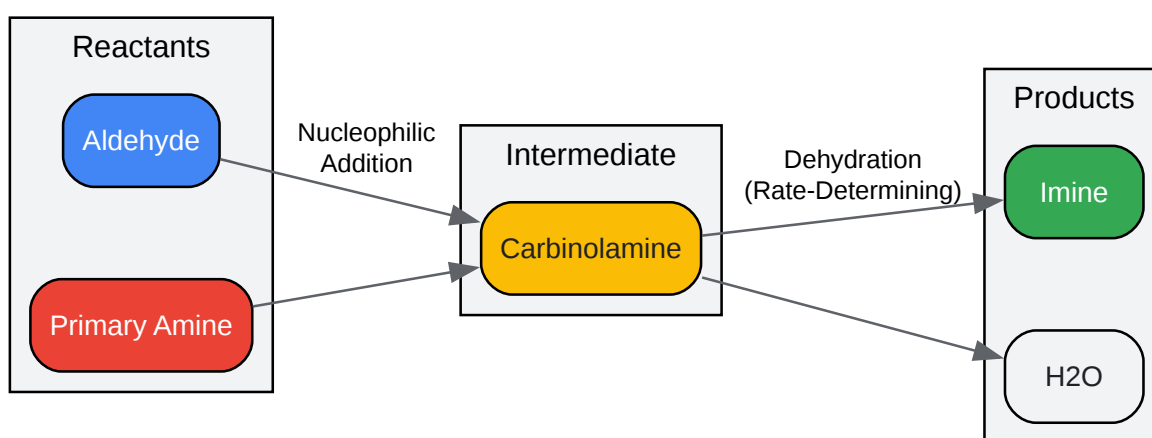 Reactants
Aldehyde
Primary Amine
Nucleophilic
Addition
Intermediate
Carbinolamine
Dehydration
(Rate-Determining)
Products
Imine
H2O